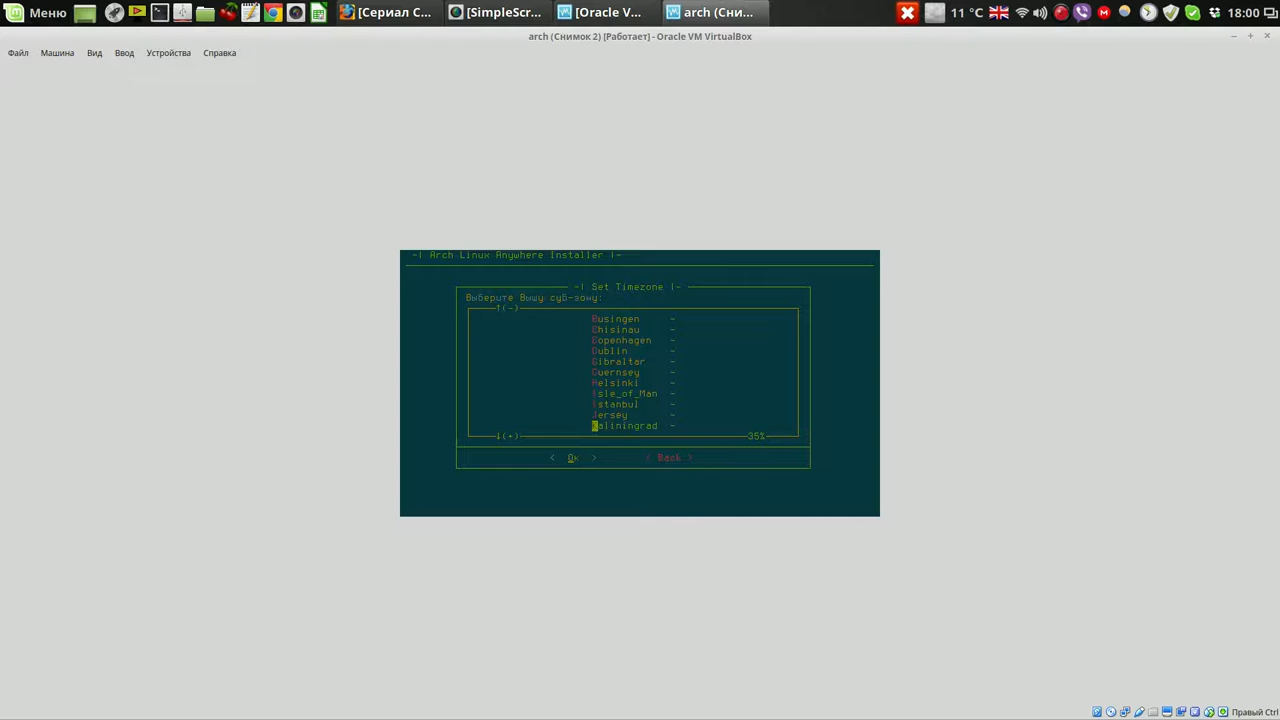 Меню
[Сериал С...
[SimpleScr...
[Oracle V...
arch (Сни...
11 °C
18:00
arch (Снимок 2) [Работает] - Oracle VM VirtualBox
Файл Машина Вид Ввод Устройства Справка
-| Arch Linux Anywhere Installer |-
-| Set Timezone |-
Выберите Вышу суб-зону:
↑(-)
Busingen -
Chisinau -
Copenhagen -
Dublin -
Gibraltar -
Guernsey -
Helsinki -
Isle_of_Man -
Istanbul -
Jersey -
Kaliningrad -
↓(+) 35%
< Ок > < Back >
Правый Ctrl